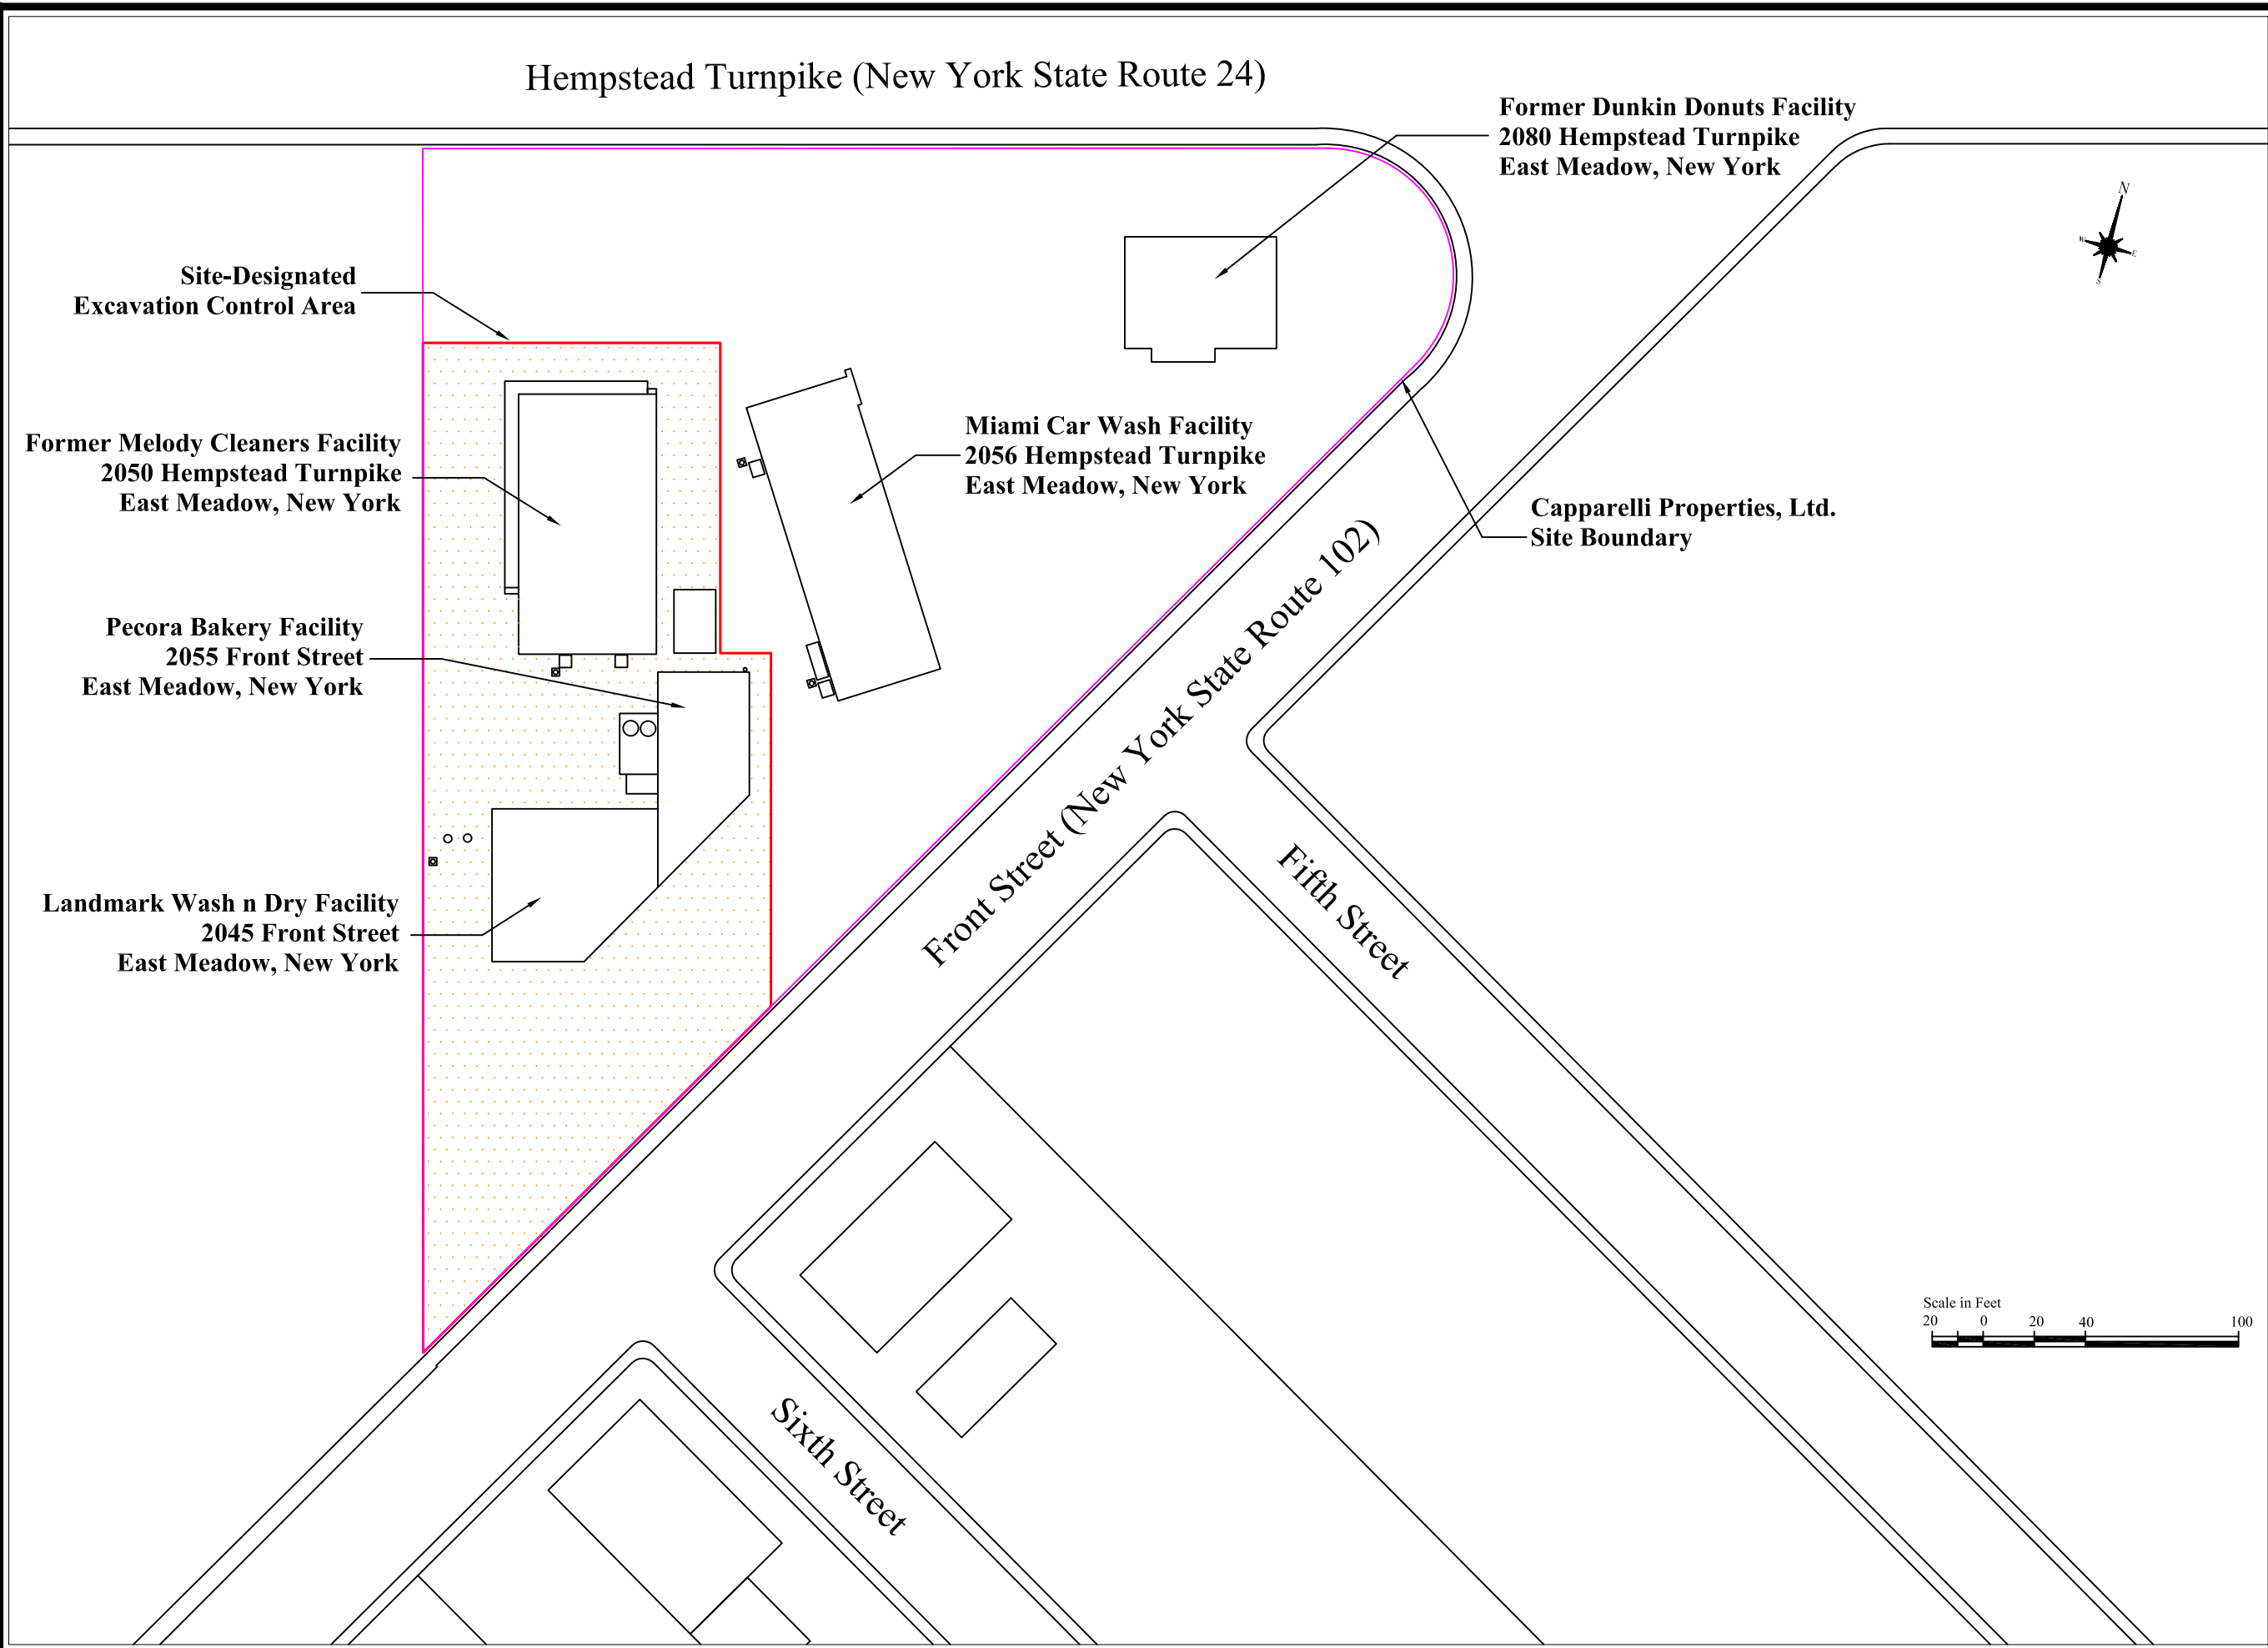 Hempstead Turnpike (New York State Route 24)
Former Dunkin Donuts Facility
2080 Hempstead Turnpike
East Meadow, New York
N
W
E
S
Site-Designated
Excavation Control Area
Former Melody Cleaners Facility
2050 Hempstead Turnpike
East Meadow, New York
Miami Car Wash Facility
2056 Hempstead Turnpike
East Meadow, New York
Capparelli Properties, Ltd.
Site Boundary
Pecora Bakery Facility
2055 Front Street
East Meadow, New York
Front Street (New York State Route 102)
Fifth Street
Landmark Wash n Dry Facility
2045 Front Street
East Meadow, New York
Scale in Feet
20 0 20 40 100
Sixth Street